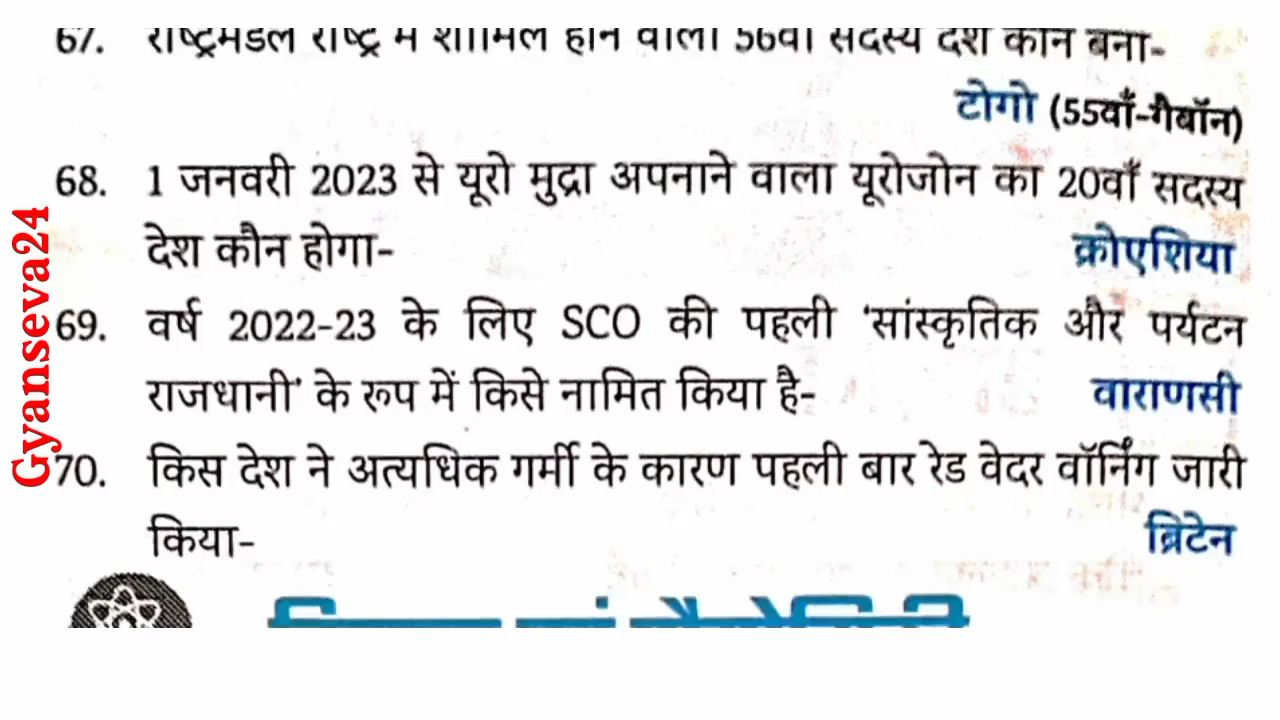 67. राष्ट्रमंडल राष्ट्र में शामिल होने वाला 56वाँ सदस्य देश कौन बना-
टोगो (55वाँ-गैबॉन)
68. 1 जनवरी 2023 से यूरो मुद्रा अपनाने वाला यूरोजोन का 20वाँ सदस्य
देश कौन होगा- क्रोएशिया
69. वर्ष 2022-23 के लिए SCO की पहली 'सांस्कृतिक और पर्यटन
राजधानी' के रूप में किसे नामित किया है- वाराणसी
70. किस देश ने अत्यधिक गर्मी के कारण पहली बार रेड वेदर वॉर्निंग जारी
किया- ब्रिटेन
Gyanseva24